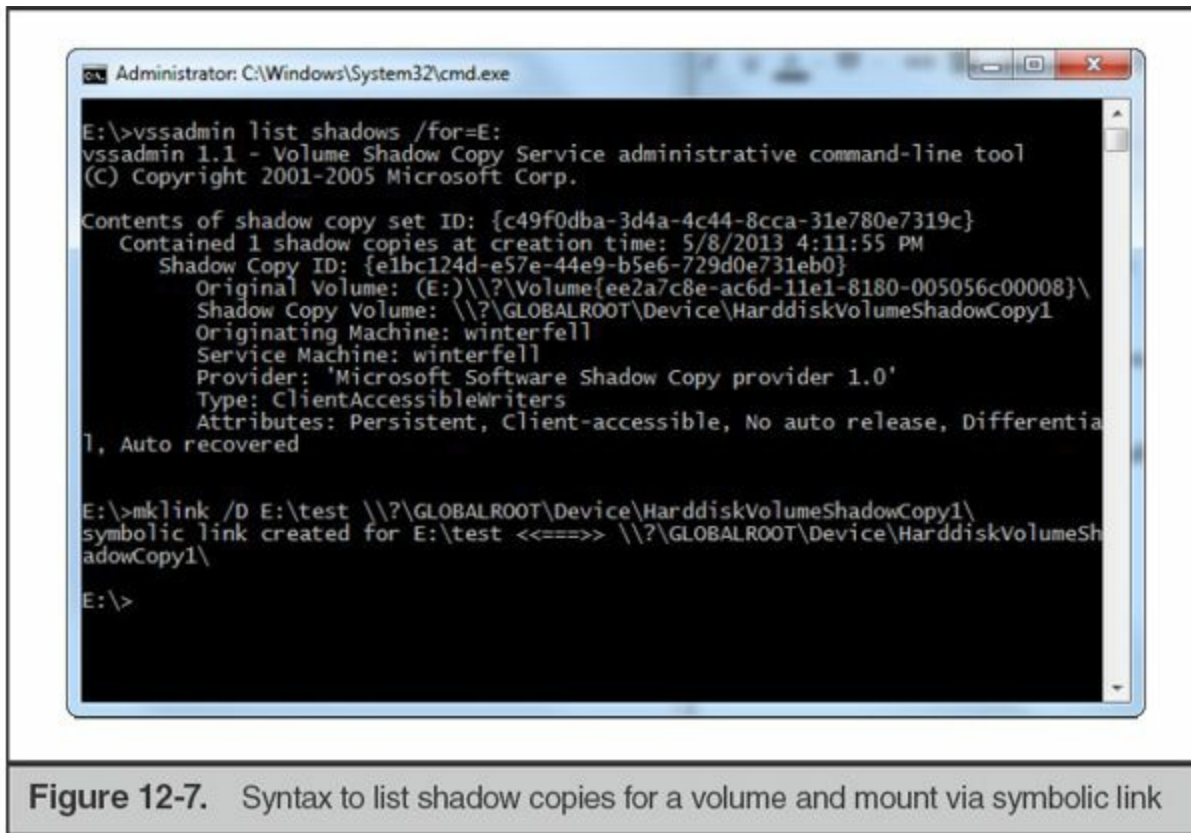 Administrator: C:\Windows\System32\cmd.exe
E:\>vssadmin list shadows /for=E:
vssadmin 1.1 - Volume Shadow Copy Service administrative command-line tool
(C) Copyright 2001-2005 Microsoft Corp.
Contents of shadow copy set ID: {c49f0dba-3d4a-4c44-8cca-31e780e7319c}
Contained 1 shadow copies at creation time: 5/8/2013 4:11:55 PM
Shadow Copy ID: {e1bc124d-e57e-44e9-b5e6-729d0e731eb0}
Original Volume: (E:)\\?\Volume{ee2a7c8e-ac6d-11e1-8180-005056c00008}\
Shadow Copy Volume: \\?\GLOBALROOT\Device\HarddiskVolumeShadowCopy1
Originating Machine: winterfell
Service Machine: winterfell
Provider: 'Microsoft Software Shadow Copy provider 1.0'
Type: ClientAccessibleWriters
Attributes: Persistent, Client-accessible, No auto release, Differentia
l, Auto recovered
E:\>mklink /D E:\test \\?\GLOBALROOT\Device\HarddiskVolumeShadowCopy1\
symbolic link created for E:\test <<===>> \\?\GLOBALROOT\Device\HarddiskVolumeSh
adowCopy1\
E:\>
Figure 12-7. Syntax to list shadow copies for a volume and mount via symbolic link